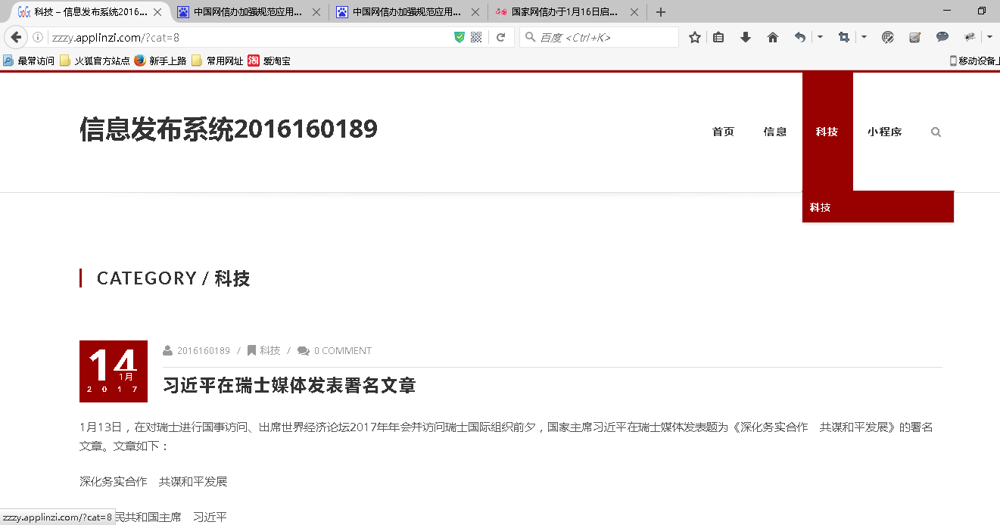 科技 – 信息发布系统2016...
中国网信办加强规范应用...
中国网信办加强规范应用...
国家网信办于1月16日启...
zzzy.applinzi.com/?cat=8
百度 <Ctrl+K>
最常访问 火狐官方站点 新手上路 常用网址 淘 爱淘宝
移动设备上
信息发布系统2016160189
首页 信息 科技 小程序
科技
CATEGORY / 科技
14
1月
2017
2016160189 / 科技 / 0 COMMENT
习近平在瑞士媒体发表署名文章
1月13日，在对瑞士进行国事访问、出席世界经济论坛2017年年会并访问瑞士国际组织前夕，国家主席习近平在瑞士媒体发表题为《深化务实合作　共谋和平发展》的署名
文章。文章如下：
深化务实合作　共谋和平发展
民共和国主席　习近平
zzzy.applinzi.com/?cat=8